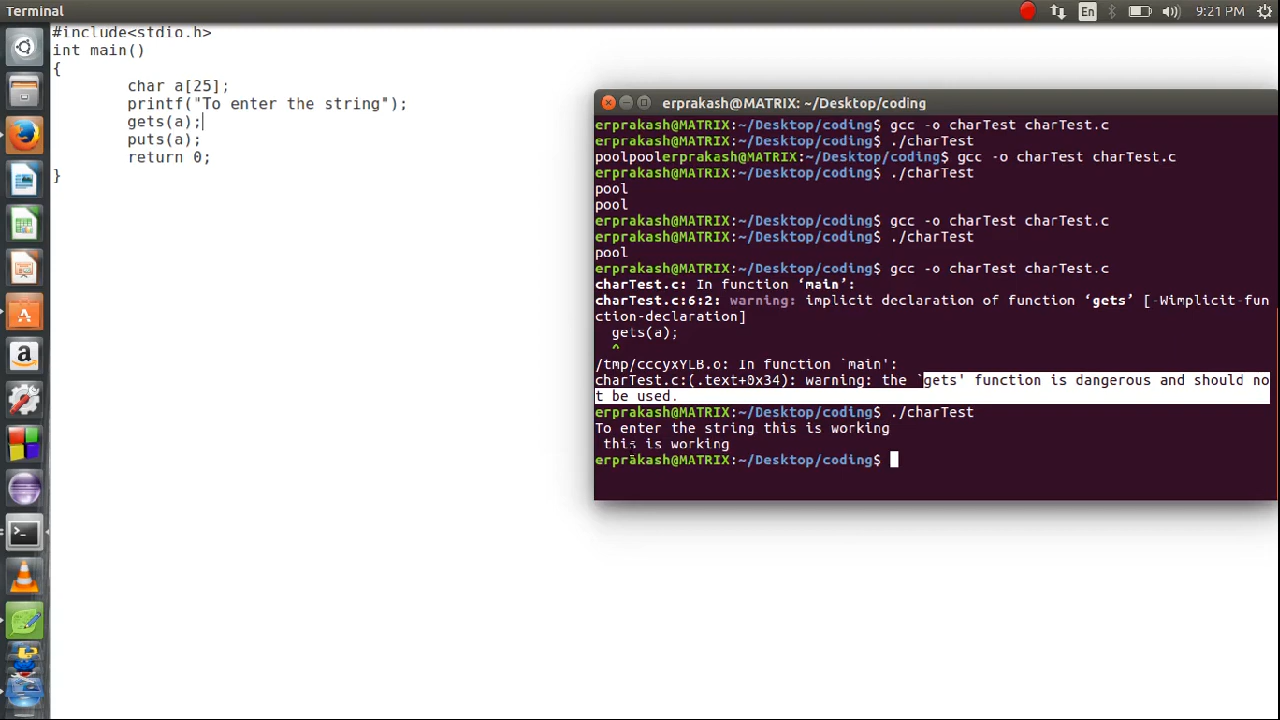 Terminal
En
9:21 PM
#include<stdio.h>
int main()
{
char a[25];
printf("To enter the string");
gets(a);
puts(a);
return 0;
}
erprakash@MATRIX: ~/Desktop/coding
erprakash@MATRIX:~/Desktop/coding$ gcc -o charTest charTest.c
erprakash@MATRIX:~/Desktop/coding$ ./charTest
poolpoolerprakash@MATRIX:~/Desktop/coding$ gcc -o charTest charTest.c
erprakash@MATRIX:~/Desktop/coding$ ./charTest
pool
pool
erprakash@MATRIX:~/Desktop/coding$ gcc -o charTest charTest.c
erprakash@MATRIX:~/Desktop/coding$ ./charTest
pool
erprakash@MATRIX:~/Desktop/coding$ gcc -o charTest charTest.c
charTest.c: In function ‘main’:
charTest.c:6:2: warning: implicit declaration of function ‘gets’ [-Wimplicit-fun
ction-declaration]
gets(a);
^
/tmp/cccyxYLB.o: In function `main':
charTest.c:(.text+0x34): warning: the `gets' function is dangerous and should no
t be used.
erprakash@MATRIX:~/Desktop/coding$ ./charTest
To enter the string this is working
this is working
erprakash@MATRIX:~/Desktop/coding$